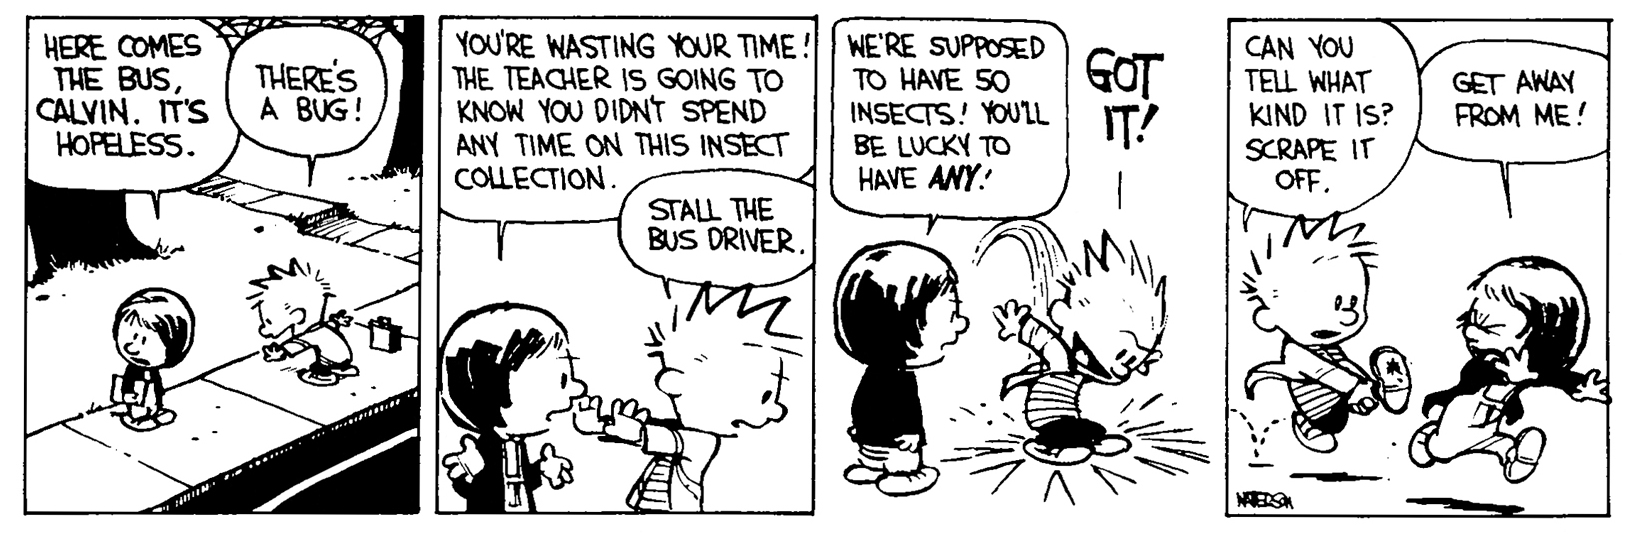 HERE COMES
THE BUS,
CALVIN. IT'S
HOPELESS.
THERE'S
A BUG!
YOU'RE WASTING YOUR TIME!
THE TEACHER IS GOING TO
KNOW YOU DIDN'T SPEND
ANY TIME ON THIS INSECT
COLLECTION.
STALL THE
BUS DRIVER.
WE'RE SUPPOSED
TO HAVE 50
INSECTS! YOU'LL
BE LUCKY TO
HAVE ANY!
GOT
IT!
CAN YOU
TELL WHAT
KIND IT IS?
SCRAPE IT
OFF.
GET AWAY
FROM ME!
WATTERSON